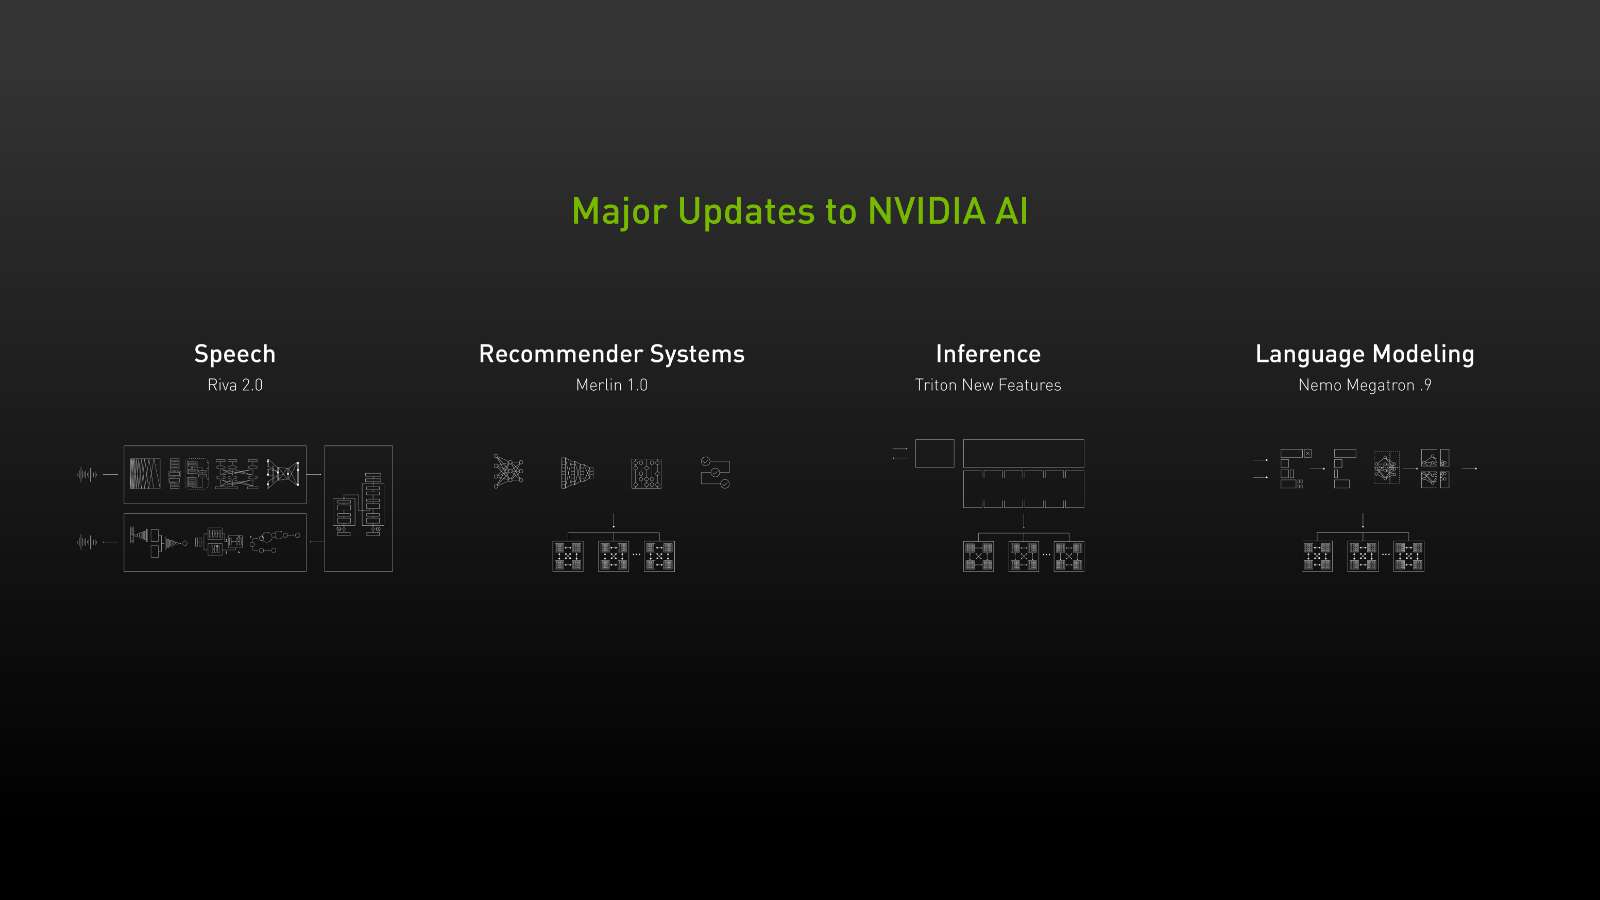 Major Updates to NVIDIA AI
Speech
Riva 2.0
Recommender Systems
Merlin 1.0
Inference
Triton New Features
Language Modeling
Nemo Megatron .9